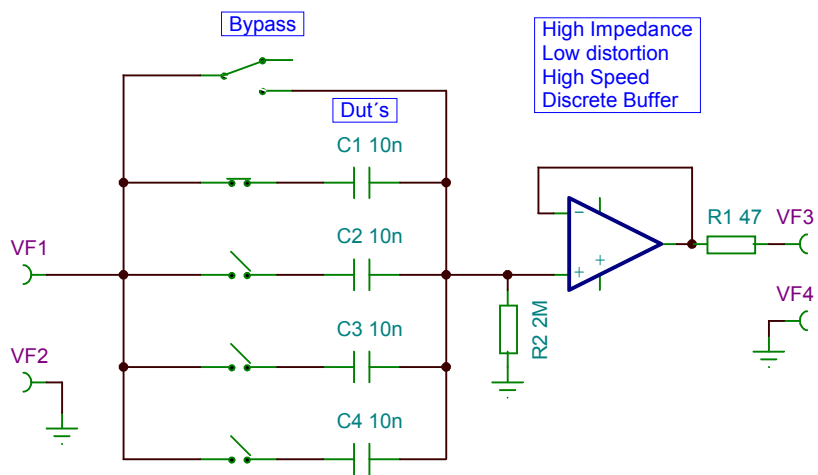 Bypass
High Impedance
Low distortion
High Speed
Discrete Buffer
Dut´s
C1 10n
C2 10n
R1 47
VF3
VF1
VF4
C3 10n
R2 2M
VF2
C4 10n